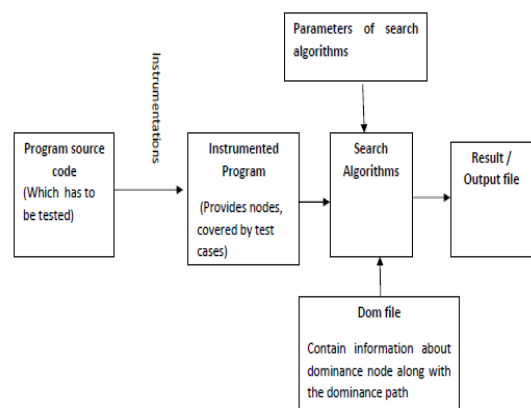 Parameters of search
algorithms
Instrumentations
Program source
code
(Which has to
be tested)
Instrumented
Program
(Provides nodes,
covered by test
cases)
Search
Algorithms
Result /
Output file
Dom file
Contain information about
dominance node along with
the dominance path